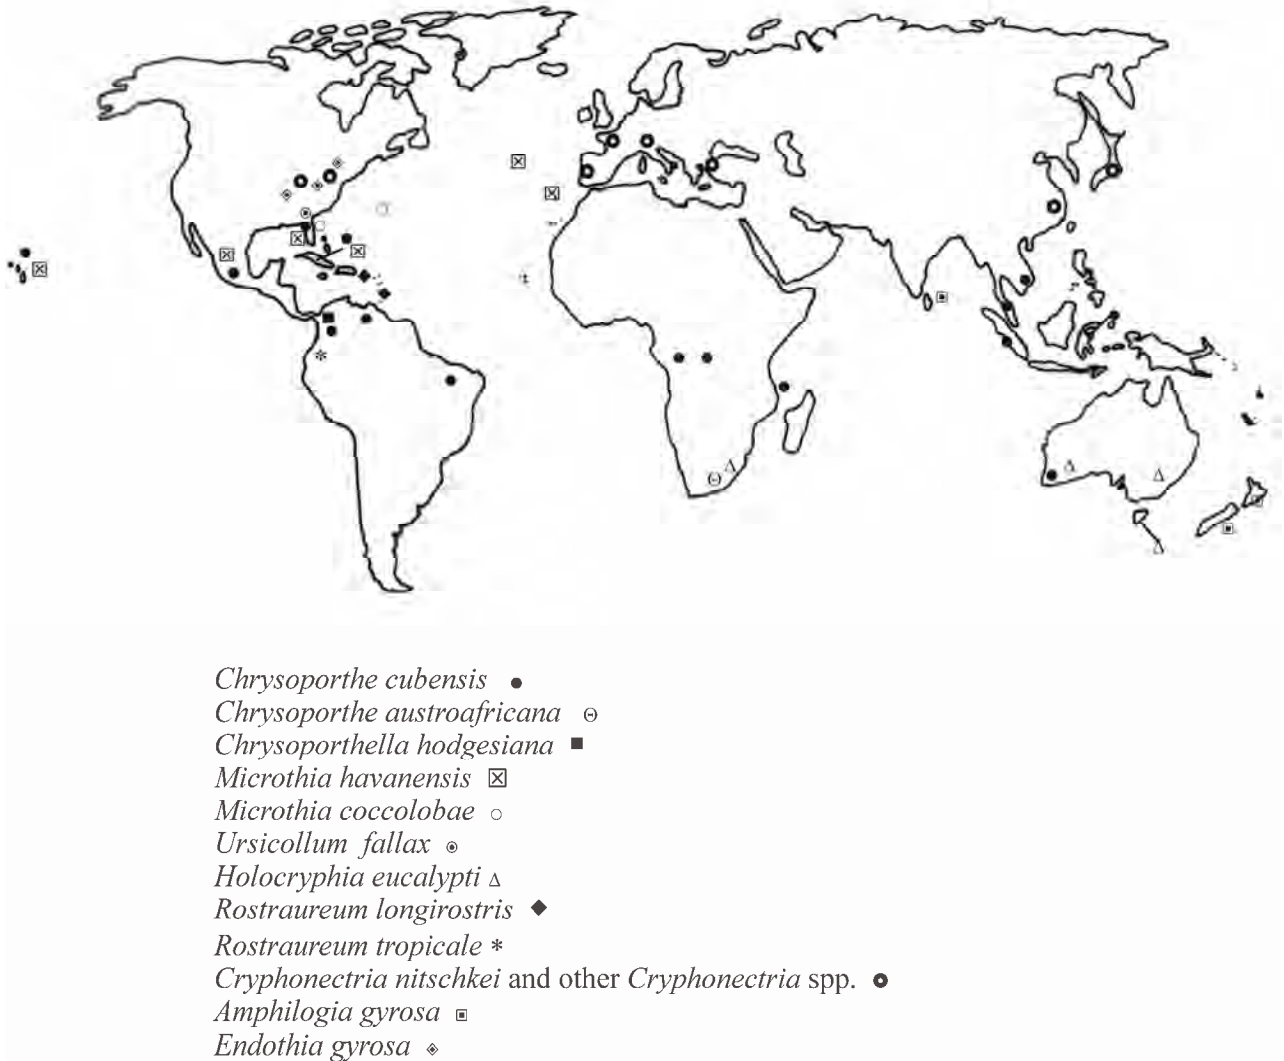 Chrysoporthe cubensis ●
Chrysoporthe austroafricana Θ
Chrysoporthella hodgesiana ■
Microthia havanensis ☒
Microthia coccolobae ○
Ursicollum fallax ⊙
Holocryphia eucalypti Δ
Rostraureum longirostris ◆
Rostraureum tropicale *
Cryphonectria nitschkei and other Cryphonectria spp. ⭘
Amphilogia gyrosa ▣
Endothia gyrosa ◈